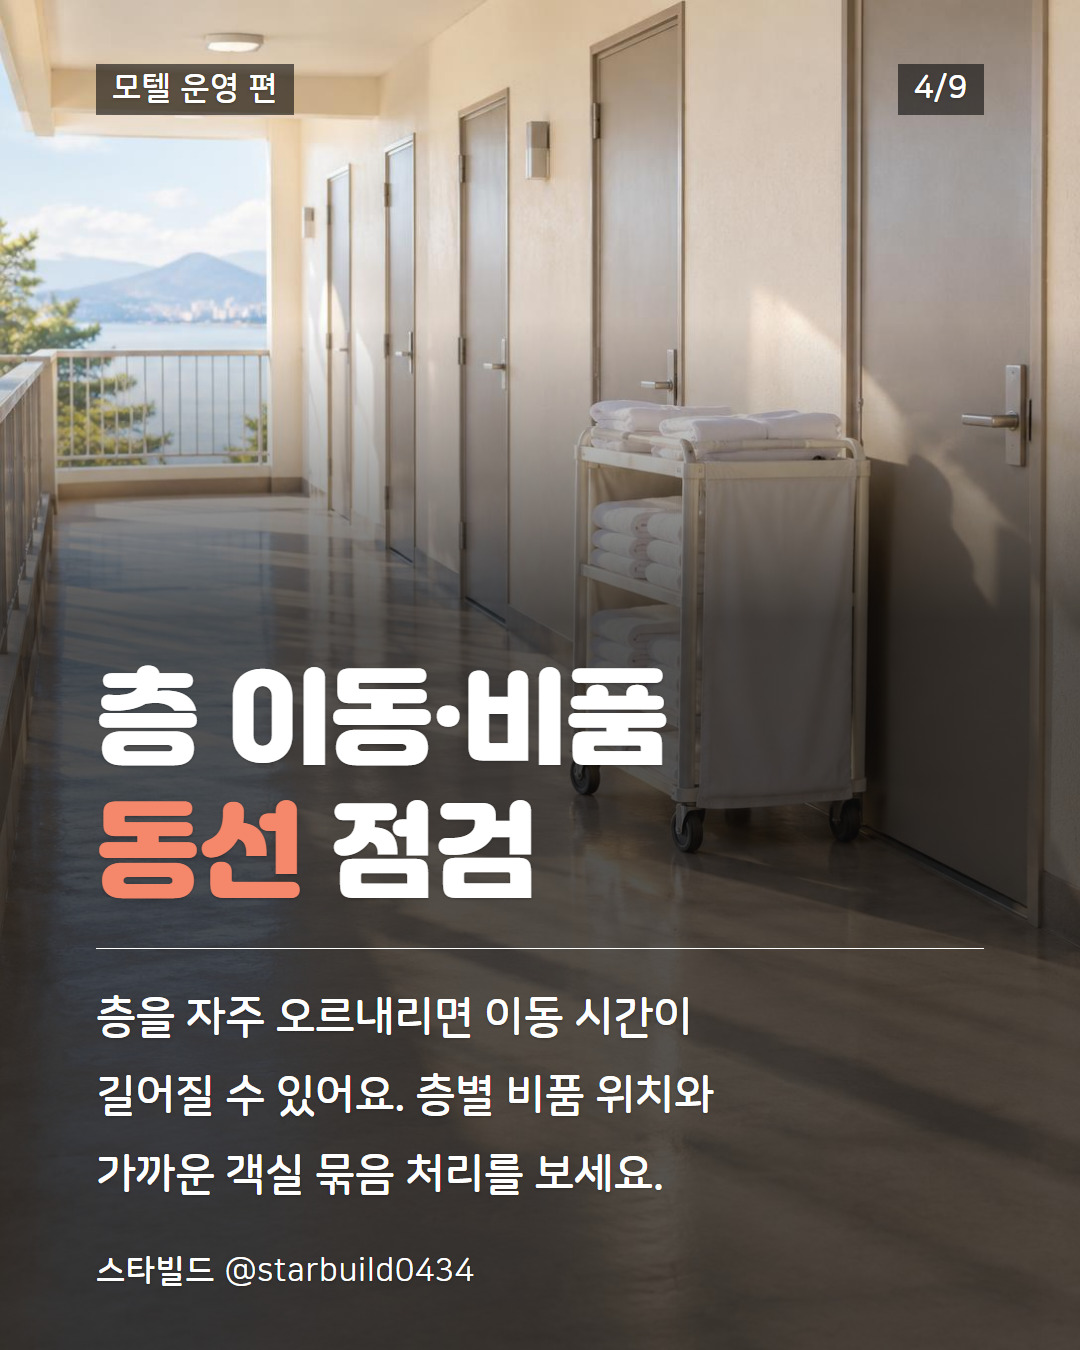 모텔 운영 편
4/9
층 이동·비품
동선 점검
층을 자주 오르내리면 이동 시간이
길어질 수 있어요. 층별 비품 위치와
가까운 객실 묶음 처리를 보세요.
스타빌드 @starbuild0434